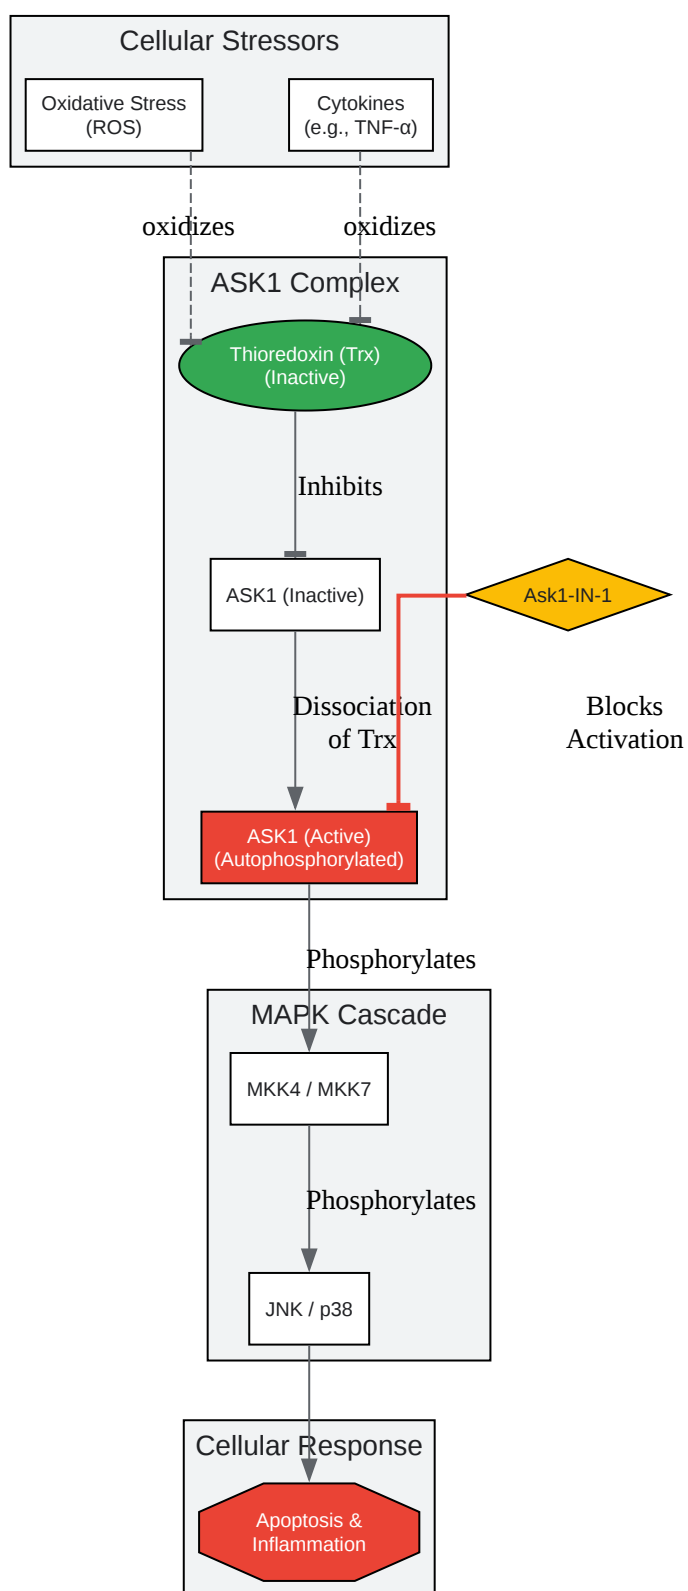 Cellular Stressors
Oxidative Stress
(ROS)
Cytokines
(e.g., TNF-α)
oxidizes
oxidizes
ASK1 Complex
Thioredoxin (Trx)
(Inactive)
Inhibits
ASK1 (Inactive)
Ask1-IN-1
Dissociation
of Trx
Blocks
Activation
ASK1 (Active)
(Autophosphorylated)
Phosphorylates
MAPK Cascade
MKK4 / MKK7
Phosphorylates
JNK / p38
Cellular Response
Apoptosis &
Inflammation